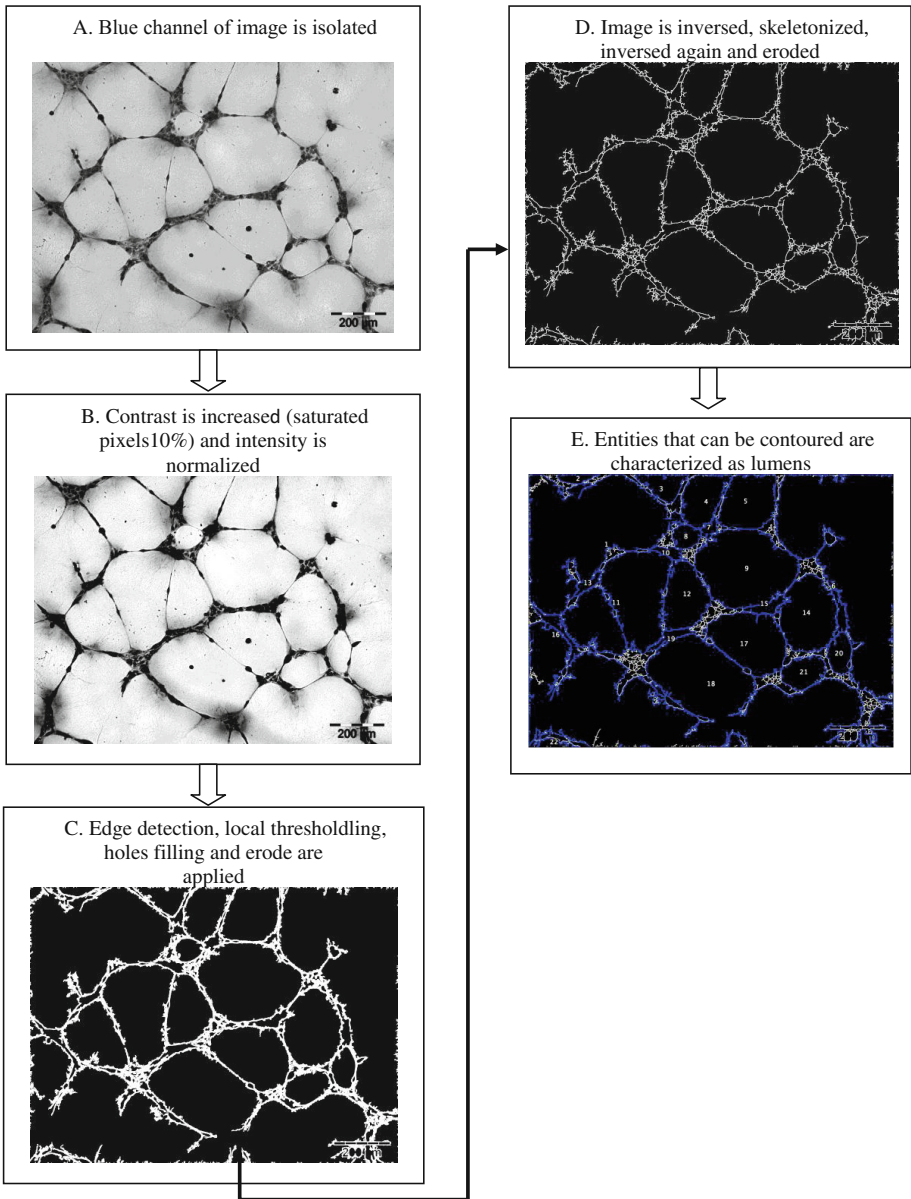 A. Blue channel of image is isolated
200 µm
B. Contrast is increased (saturated
pixels10%) and intensity is
normalized
200 µm
C. Edge detection, local thresholdling,
holes filling and erode are
applied
D. Image is inversed, skeletonized,
inversed again and eroded
E. Entities that can be contoured are
characterized as lumens
2
3
4
5
1
10
8
7
9
6
13
11
12
15
14
16
19
17
20
21
18
22